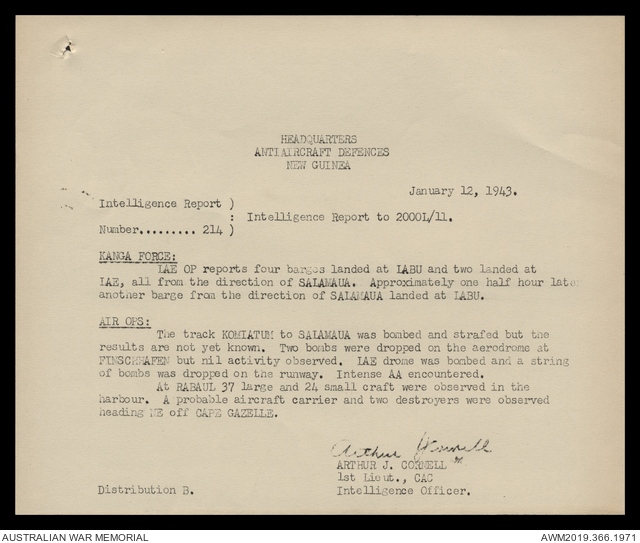 HEADQUARTERS
ANTIAIRCRAFT DEFENCES
NEW GUINEA
January 12, 1943.
Intelligence Report )
: Intelligence Report to 2000L/11.
Number......... 214 )
KANGA FORCE:
LAE OP reports four barges landed at LABU and two landed at
LAE, all from the direction of SALAMAUA. Approximately one half hour later
another barge from the direction of SALAMAUA landed at LABU.
AIR OPS:
The track KOMIATUM to SALAMAUA was bombed and strafed but the
results are not yet known. Two bombs were dropped on the aerodrome at
FINSCHHAFEN but nil activity observed. LAE drome was bombed and a string
of bombs was dropped on the runway. Intense AA encountered.
At RABAUL 37 large and 24 small craft were observed in the
harbour. A probable aircraft carrier and two destroyers were observed
heading NE off CAPE GAZELLE.
Arthur J Cornell
ARTHUR J. CORNELL
1st Lieut., CAC
Distribution B. Intelligence Officer.
AUSTRALIAN WAR MEMORIAL AWM2019.366.1971